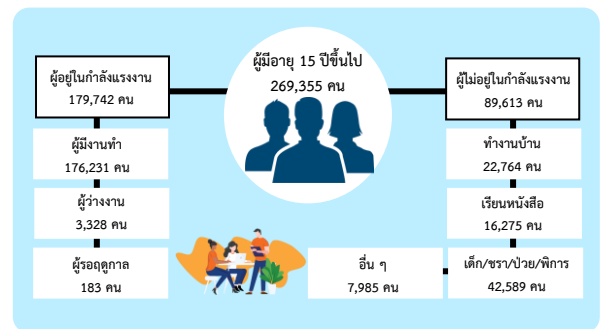 ผู้มีอายุ 15 ปีขึ้นไป
269,355 คน
ผู้อยู่ในกำลังแรงงาน
179,742 คน
ผู้มีงานทำ
176,231 คน
ผู้ว่างงาน
3,328 คน
ผู้รอฤดูกาล
183 คน
ผู้ไม่อยู่ในกำลังแรงงาน
89,613 คน
ทำงานบ้าน
22,764 คน
เรียนหนังสือ
16,275 คน
เด็ก/ชรา/ป่วย/พิการ
42,589 คน
อื่น ๆ
7,985 คน